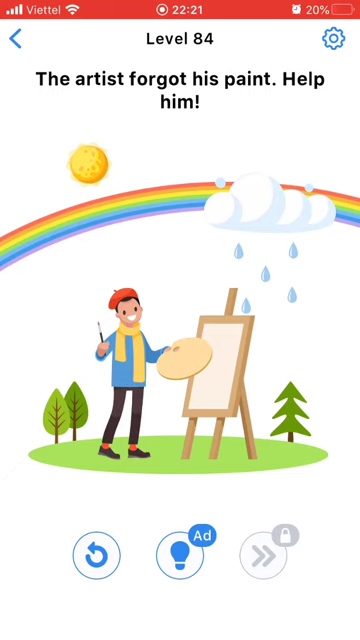 Viettel 22:21 20%
Level 84
The artist forgot his paint. Help
him!
Ad